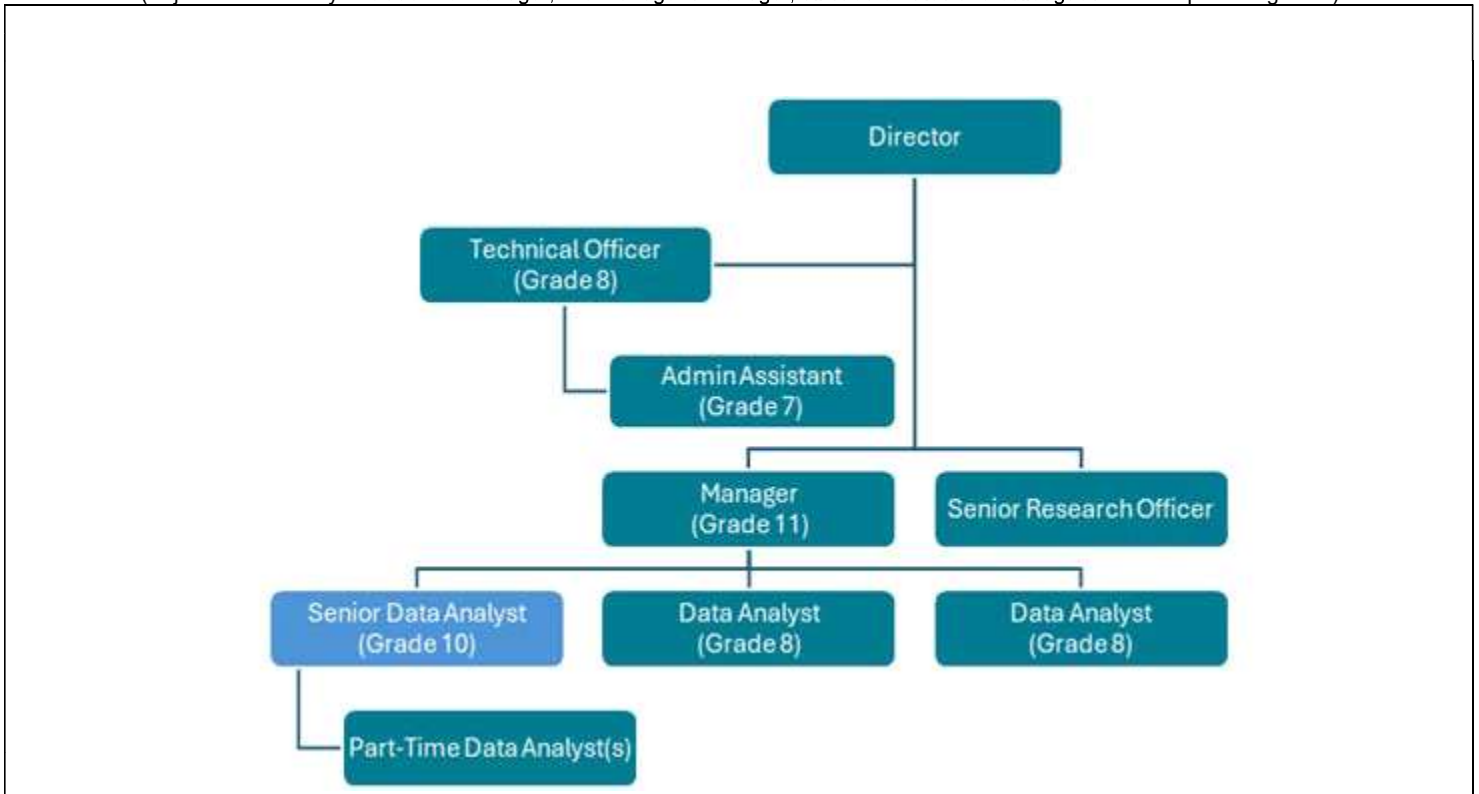 Director
Technical Officer
(Grade 8)
Admin Assistant
(Grade 7)
Manager
(Grade 11)
Senior Research Officer
Senior Data Analyst
(Grade 10)
Data Analyst
(Grade 8)
Data Analyst
(Grade 8)
Part-Time Data Analyst(s)